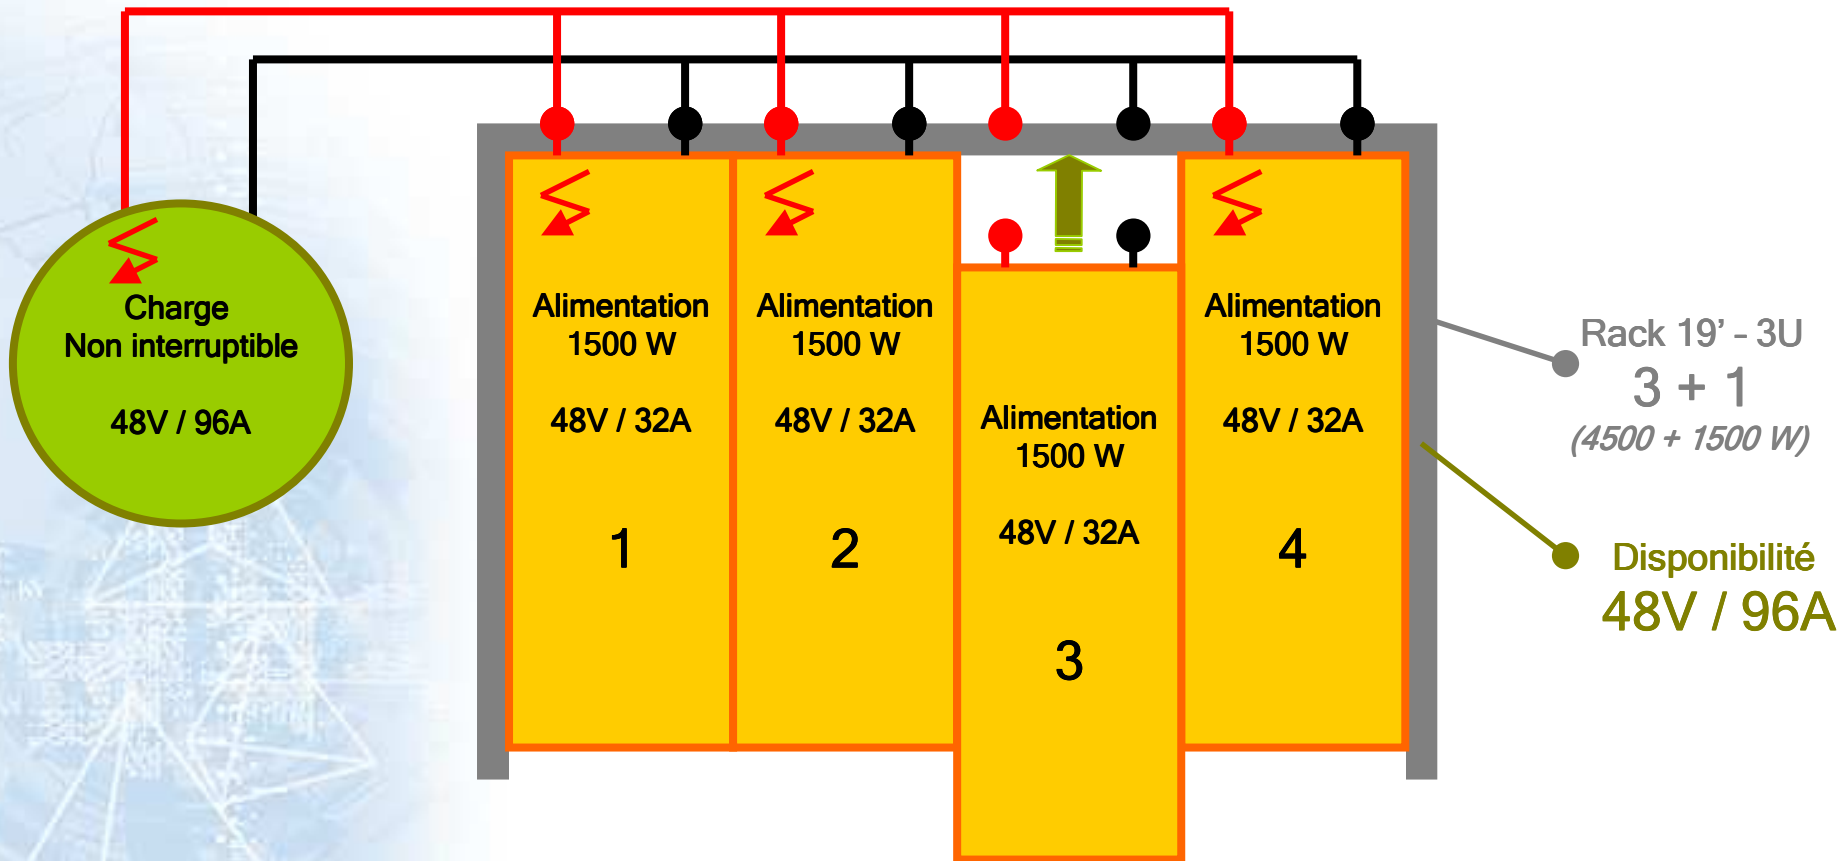 Charge
Non interruptible
48V / 96A
Alimentation
1500 W
48V / 32A
1
Alimentation
1500 W
48V / 32A
2
Alimentation
1500 W
48V / 32A
3
Alimentation
1500 W
48V / 32A
4
Rack 19’ - 3U
3 + 1
(4500 + 1500 W)
Disponibilité
48V / 96A